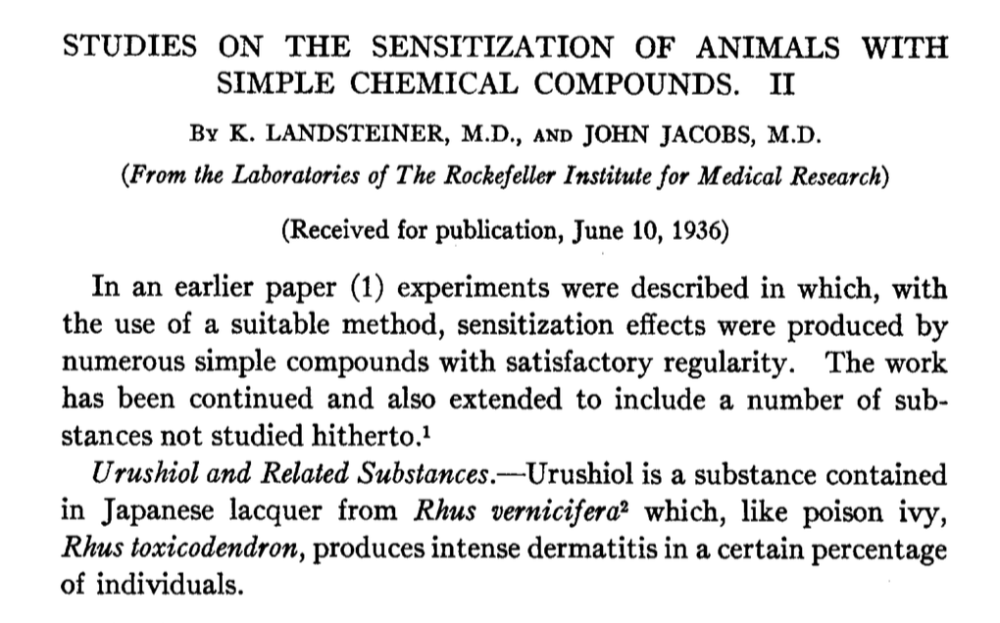 STUDIES ON THE SENSITIZATION OF ANIMALS WITH
SIMPLE CHEMICAL COMPOUNDS. II
By K. LANDSTEINER, M.D., AND JOHN JACOBS, M.D.
(From the Laboratories of The Rockefeller Institute for Medical Research)
(Received for publication, June 10, 1936)
In an earlier paper (1) experiments were described in which, with
the use of a suitable method, sensitization effects were produced by
numerous simple compounds with satisfactory regularity. The work
has been continued and also extended to include a number of sub-
stances not studied hitherto.¹
Urushiol and Related Substances.—Urushiol is a substance contained
in Japanese lacquer from Rhus vernicifera² which, like poison ivy,
Rhus toxicodendron, produces intense dermatitis in a certain percentage
of individuals.